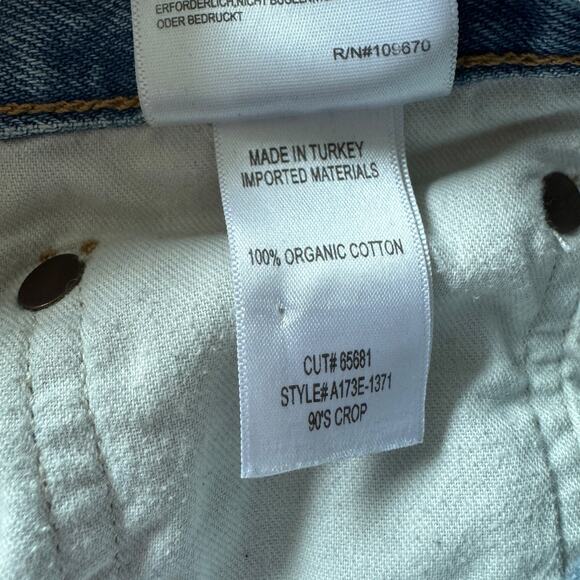 ERFORDERLICH,NICHT BÜGELN,
ODER BEDRUCKT
R/N#109670
MADE IN TURKEY
IMPORTED MATERIALS
100% ORGANIC COTTON
CUT# 65681
STYLE# A173E-1371
90'S CROP